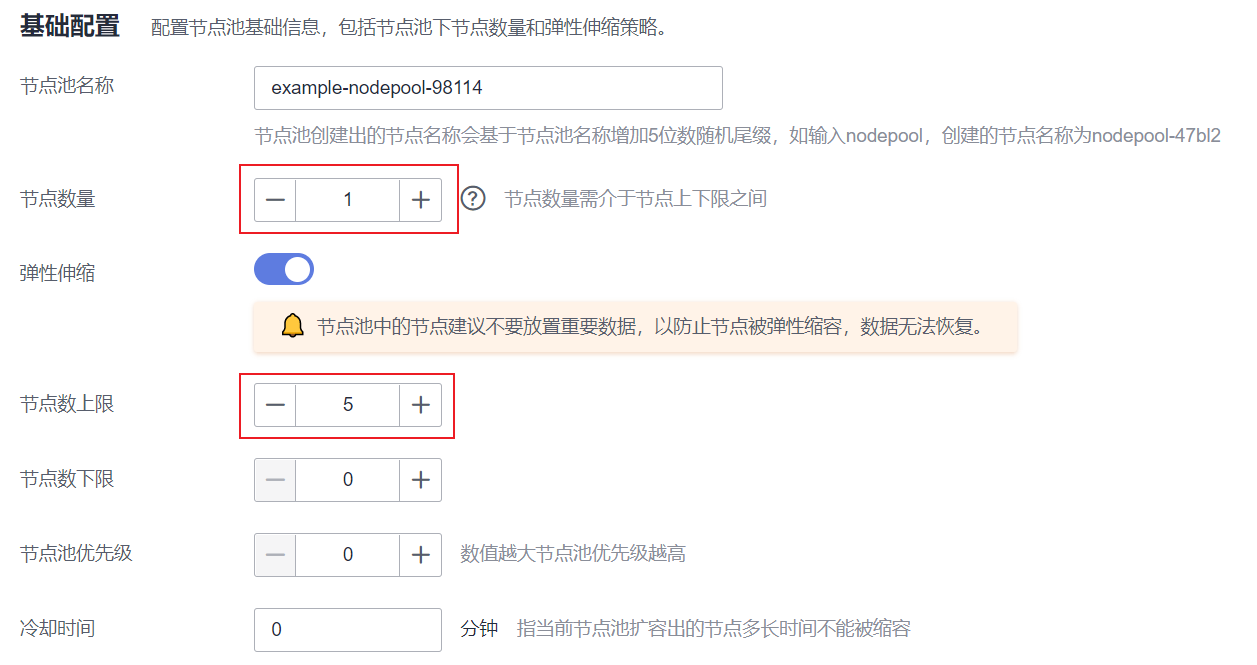 基础配置 配置节点池基础信息，包括节点池下节点数量和弹性伸缩策略。
节点池名称 example-nodepool-98114
节点池创建出的节点名称会基于节点池名称增加5位数随机尾缀，如输入nodepool，创建的节点名称为nodepool-47bl2
节点数量 — 1 + ? 节点数量需介于节点上下限之间
弹性伸缩
节点池中的节点建议不要放置重要数据，以防止节点被弹性缩容，数据无法恢复。
节点数上限 — 5 +
节点数下限 — 0 +
节点池优先级 — 0 + 数值越大节点池优先级越高
冷却时间 0 分钟 指当前节点池扩容出的节点多长时间不能被缩容